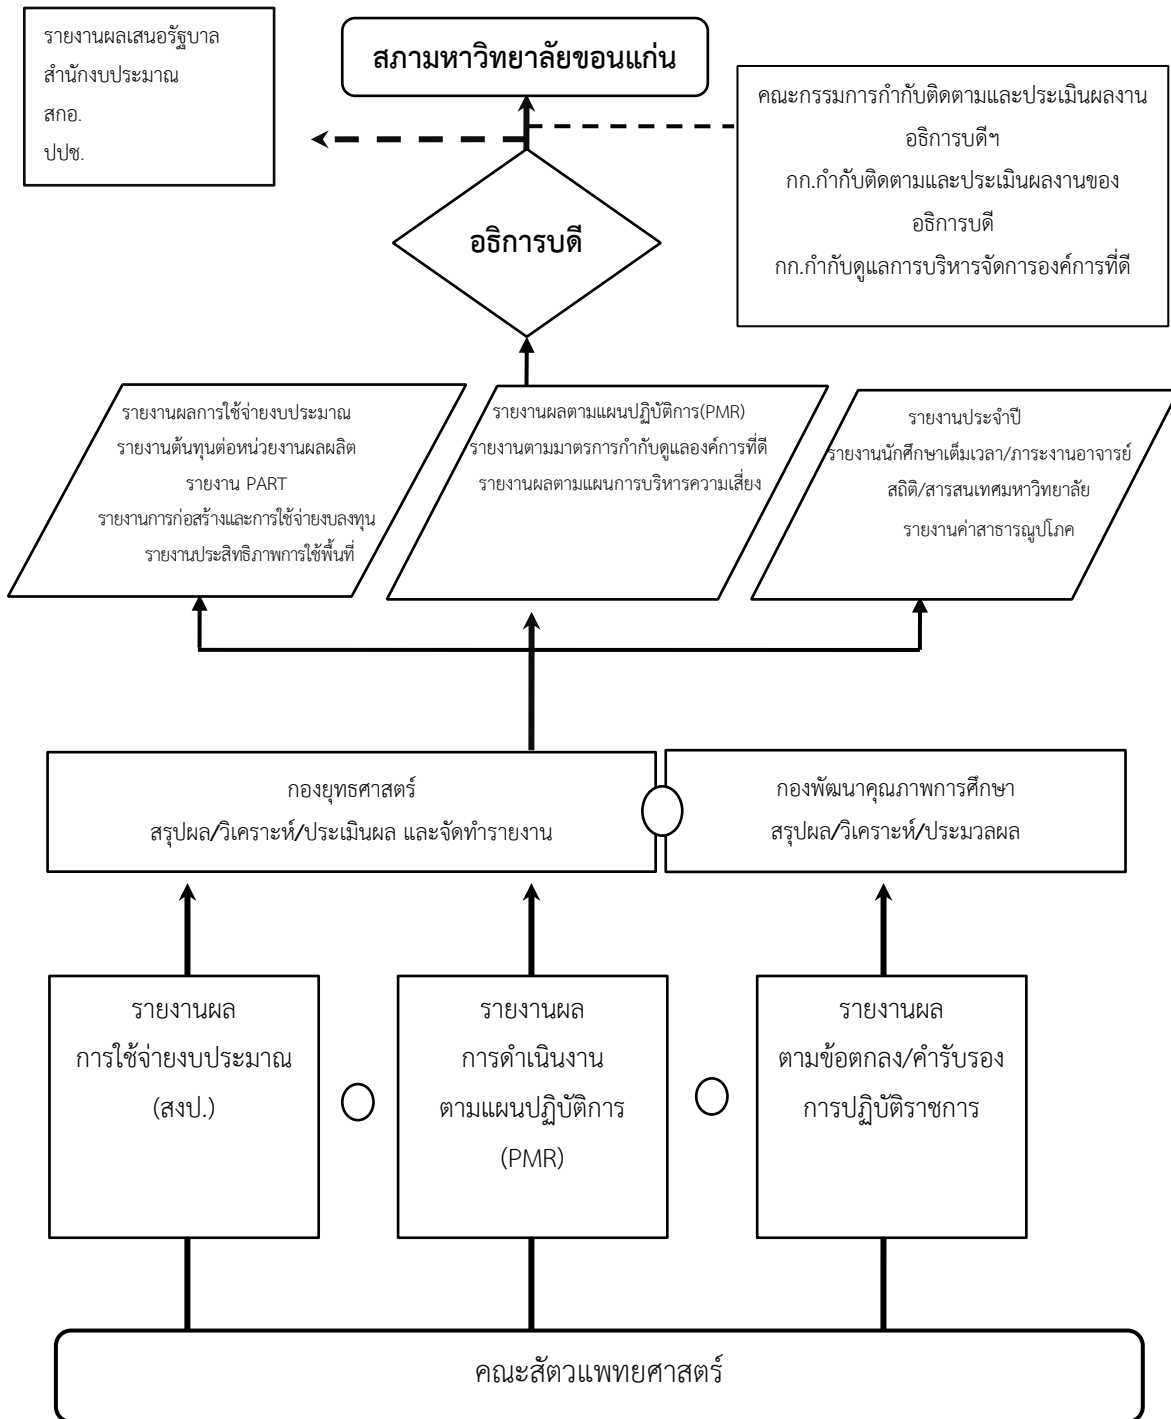 รายงานผลเสนอรัฐบาล
สำนักงบประมาณ
สกอ.
ปปช.
สภามหาวิทยาลัยขอนแก่น
คณะกรรมการกำกับติดตามและประเมินผลงาน
อธิการบดีฯ
กก.กำกับติดตามและประเมินผลงานของ
อธิการบดี
กก.กำกับดูแลการบริหารจัดการองค์การที่ดี
อธิการบดี
รายงานผลการใช้จ่ายงบประมาณ
รายงานต้นทุนต่อหน่วยงานผลผลิต
รายงาน PART
รายงานการก่อสร้างและการใช้จ่ายงบลงทุน
รายงานประสิทธิภาพการใช้พื้นที่
รายงานผลตามแผนปฏิบัติการ(PMR)
รายงานตามมาตรการกำกับดูแลองค์การที่ดี
รายงานผลตามแผนการบริหารความเสี่ยง
รายงานประจำปี
รายงานนักศึกษาเต็มเวลา/ภาระงานอาจารย์
สถิติ/สารสนเทศมหาวิทยาลัย
รายงานค่าสาธารณูปโภค
กองยุทธศาสตร์
สรุปผล/วิเคราะห์/ประเมินผล และจัดทำรายงาน
กองพัฒนาคุณภาพการศึกษา
สรุปผล/วิเคราะห์/ประมวลผล
รายงานผล
การใช้จ่ายงบประมาณ
(สงป.)
รายงานผล
การดำเนินงาน
ตามแผนปฏิบัติการ
(PMR)
รายงานผล
ตามข้อตกลง/คำรับรอง
การปฏิบัติราชการ
คณะสัตวแพทยศาสตร์